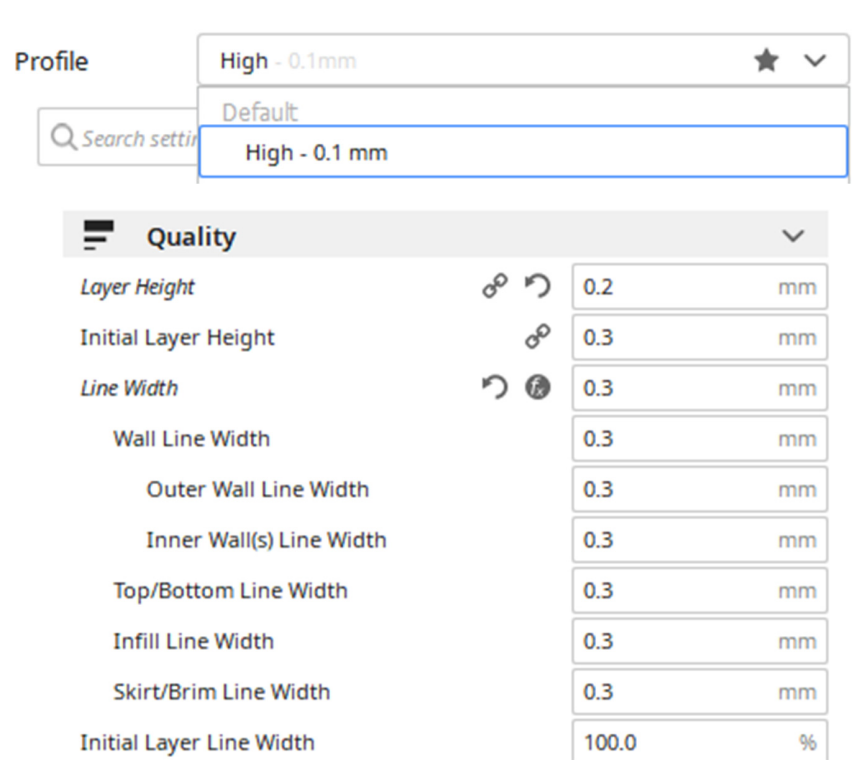 Profile High - 0.1mm
Default
Search settin
High - 0.1 mm
Quality
Layer Height 0.2 mm
Initial Layer Height 0.3 mm
Line Width 0.3 mm
Wall Line Width 0.3 mm
Outer Wall Line Width 0.3 mm
Inner Wall(s) Line Width 0.3 mm
Top/Bottom Line Width 0.3 mm
Infill Line Width 0.3 mm
Skirt/Brim Line Width 0.3 mm
Initial Layer Line Width 100.0 %